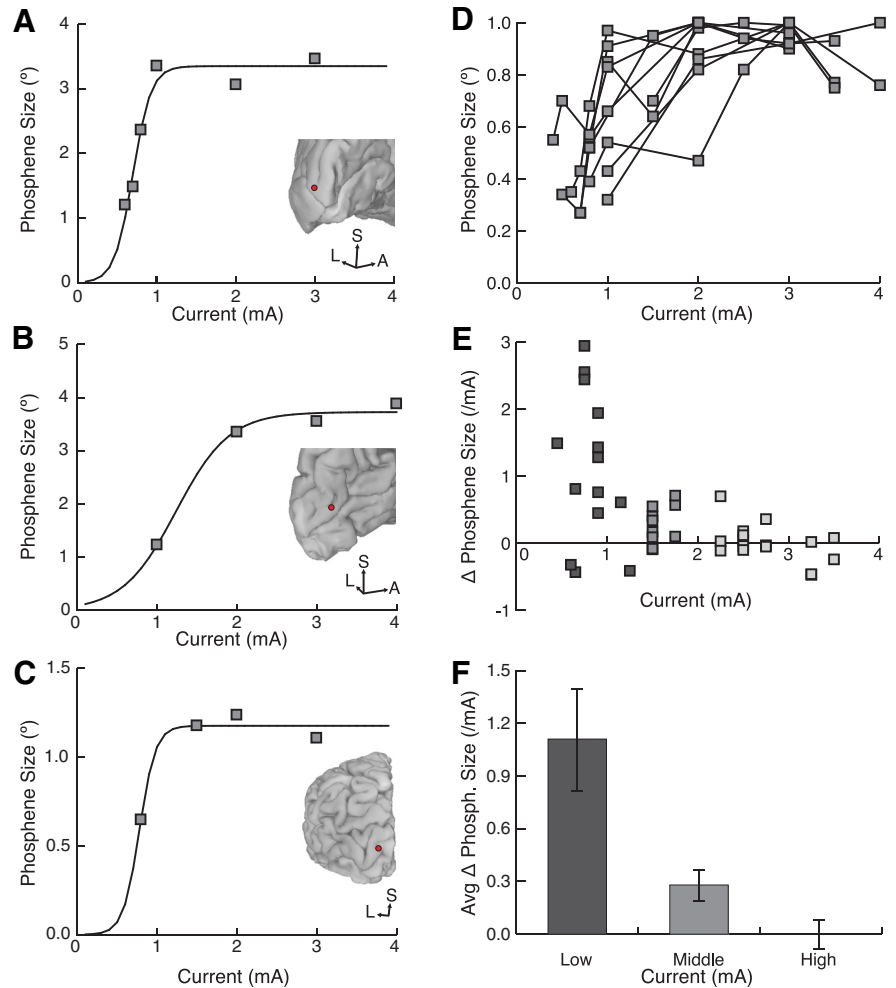 A
Phosphene Size (°)
4
3
2
1
0
0 1 2 3 4
Current (mA)
S
L A
B
Phosphene Size (°)
5
4
3
2
1
0
0 1 2 3 4
Current (mA)
S
L A
C
Phosphene Size (°)
1.5
1.0
0.5
0.0
0 1 2 3 4
Current (mA)
S
L
D
Phosphene Size (°)
1.0
0.8
0.6
0.4
0.2
0.0
0 1 2 3 4
Current (mA)
E
Δ Phosphene Size (/mA)
3
2
1
0
-1
0 1 2 3 4
Current (mA)
F
Avg Δ Phosph. Size (/mA)
1.5
1.2
0.9
0.6
0.3
0.0
Low Middle High
Current (mA)